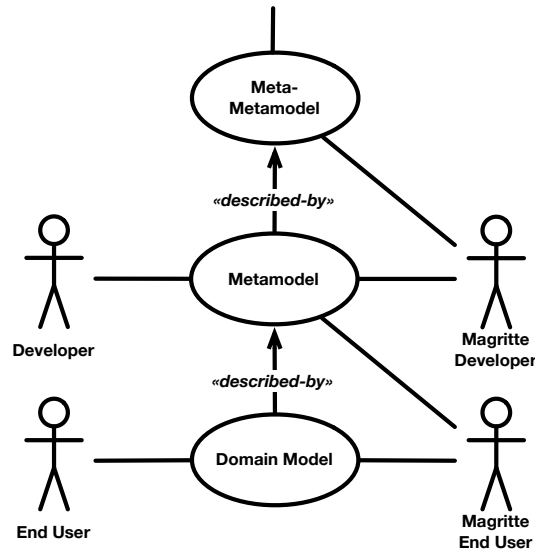 Meta-
Metamodel
«described-by»
Metamodel
Developer
Magritte
Developer
«described-by»
Domain Model
End User
Magritte
End User